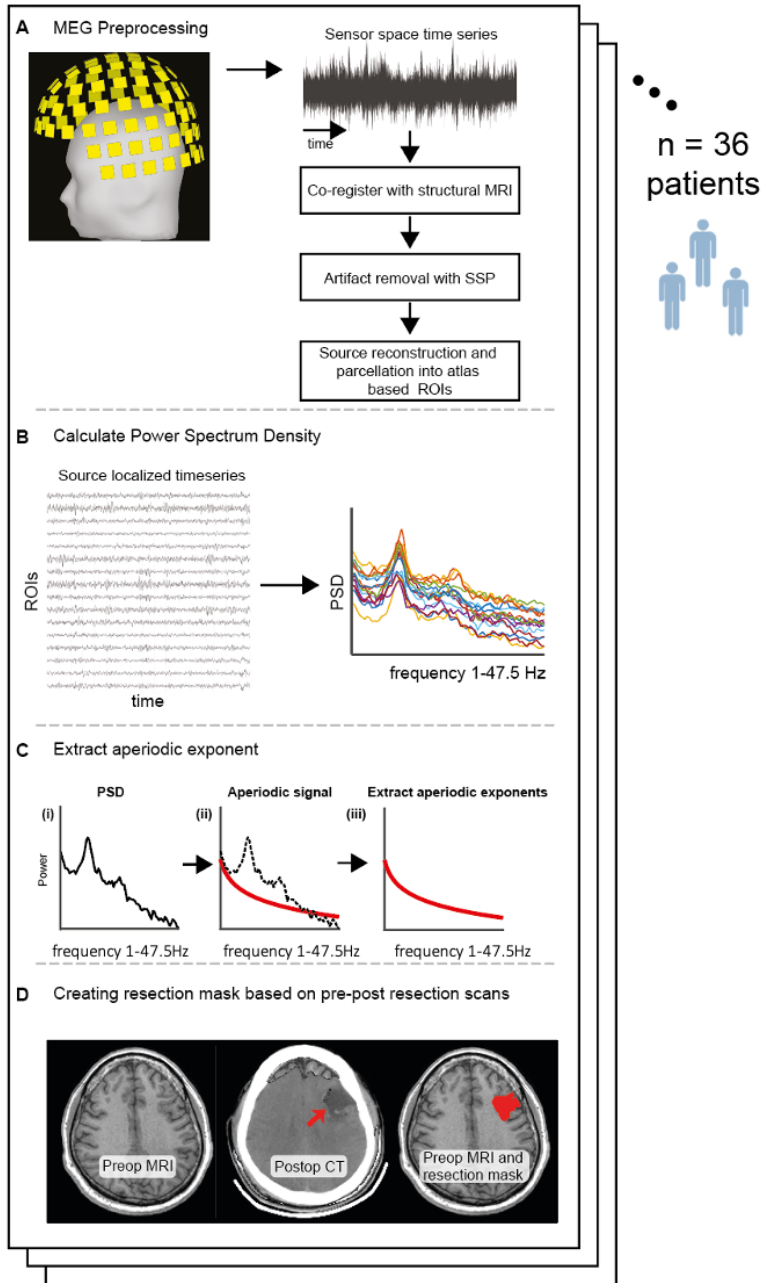 A MEG Preprocessing
Sensor space time series
time
Co-register with structural MRI
Artifact removal with SSP
Source reconstruction and
parcellation into atlas
based ROIs
n = 36
patients
B Calculate Power Spectrum Density
Source localized timeseries
ROIs
time
PSD
frequency 1-47.5 Hz
C Extract aperiodic exponent
PSD
Aperiodic signal
Extract aperiodic exponents
(i)
(ii)
(iii)
Power
frequency 1-47.5Hz
frequency 1-47.5Hz
frequency 1-47.5Hz
D Creating resection mask based on pre-post resection scans
Preop MRI
Postop CT
Preop MRI and
resection mask